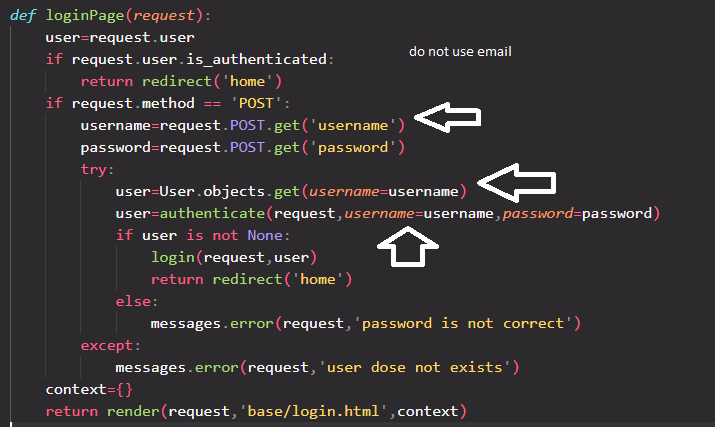 def loginPage(request):
    user=request.user
do not use email
    if request.user.is_authenticated:
        return redirect('home')
    if request.method == 'POST':
        username=request.POST.get('username')
        password=request.POST.get('password')
        try:
            user=User.objects.get(username=username)
            user=authenticate(request,username=username,password=password)
            if user is not None:
                login(request,user)
                return redirect('home')
            else:
                messages.error(request,'password is not correct')
        except:
            messages.error(request,'user dose not exists')
    context={}
    return render(request,'base/login.html',context)